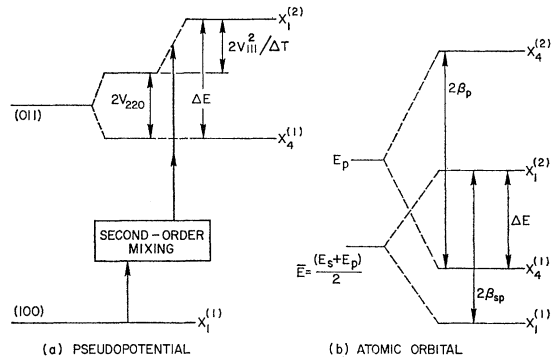 X₁⁽²⁾
2V₁₁₁²/ΔT
(011)
2V₂₂₀
ΔE
X₄⁽¹⁾
SECOND-ORDER
MIXING
(100)
X₁⁽¹⁾
(a) PSEUDOPOTENTIAL
X₄⁽²⁾
2βₚ
Eₚ
X₁⁽²⁾
ΔE
Ē=(Eₛ+Eₚ)/2
X₄⁽¹⁾
2βₛₚ
X₁⁽¹⁾
(b) ATOMIC ORBITAL